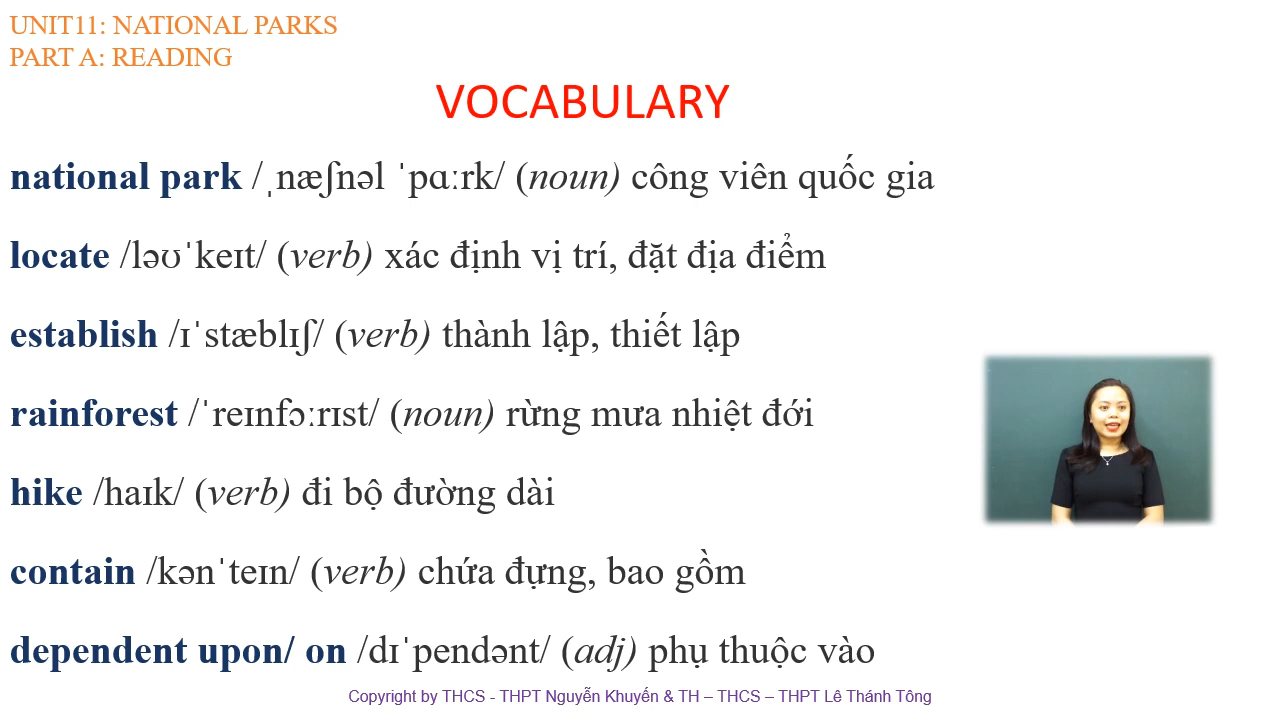 UNIT11: NATIONAL PARKS
PART A: READING
VOCABULARY
national park /ˌnæʃnəl ˈpɑːrk/ (noun) công viên quốc gia
locate /ləʊˈkeɪt/ (verb) xác định vị trí, đặt địa điểm
establish /ɪˈstæblɪʃ/ (verb) thành lập, thiết lập
rainforest /ˈreɪnfɔːrɪst/ (noun) rừng mưa nhiệt đới
hike /haɪk/ (verb) đi bộ đường dài
contain /kənˈteɪn/ (verb) chứa đựng, bao gồm
dependent upon/ on /dɪˈpendənt/ (adj) phụ thuộc vào
Copyright by THCS - THPT Nguyễn Khuyến & TH – THCS – THPT Lê Thánh Tông